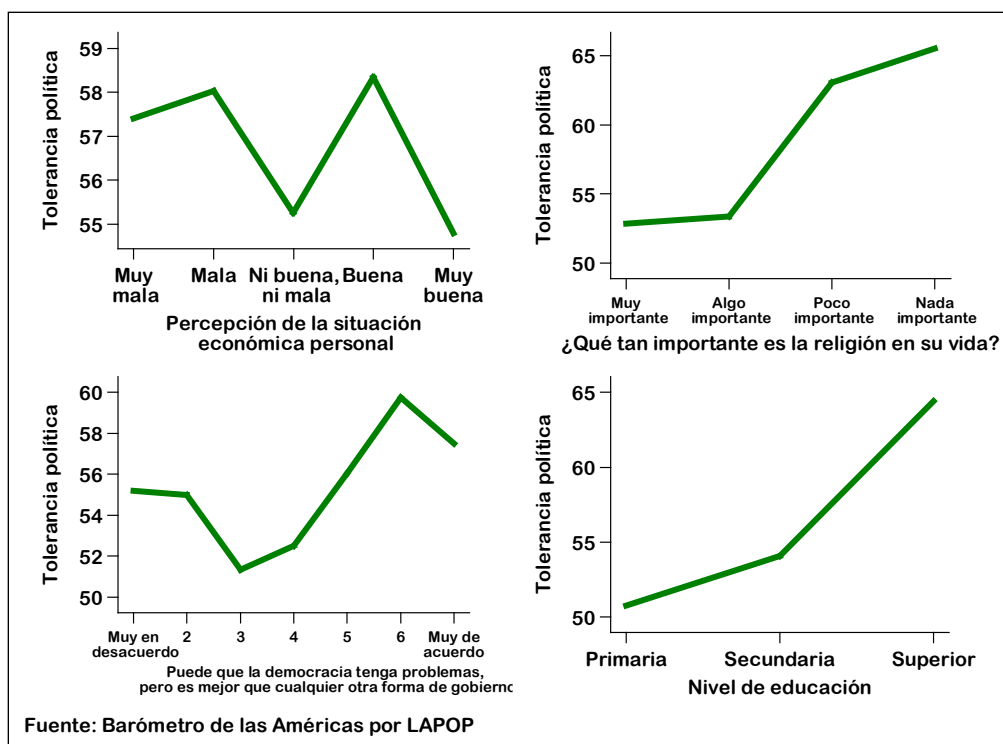 59
58
57
56
55
Tolerancia política
Muy mala
Mala
Ni buena, ni mala
Buena
Muy buena
Percepción de la situación
económica personal
65
60
55
50
Tolerancia política
Muy importante
Algo importante
Poco importante
Nada importante
¿Qué tan importante es la religión en su vida?
60
58
56
54
52
50
Tolerancia política
Muy en desacuerdo
2
3
4
5
6
Muy de acuerdo
Puede que la democracia tenga problemas,
pero es mejor que cualquier otra forma de gobierno
65
60
55
50
Tolerancia política
Primaria
Secundaria
Superior
Nivel de educación
Fuente: Barómetro de las Américas por LAPOP